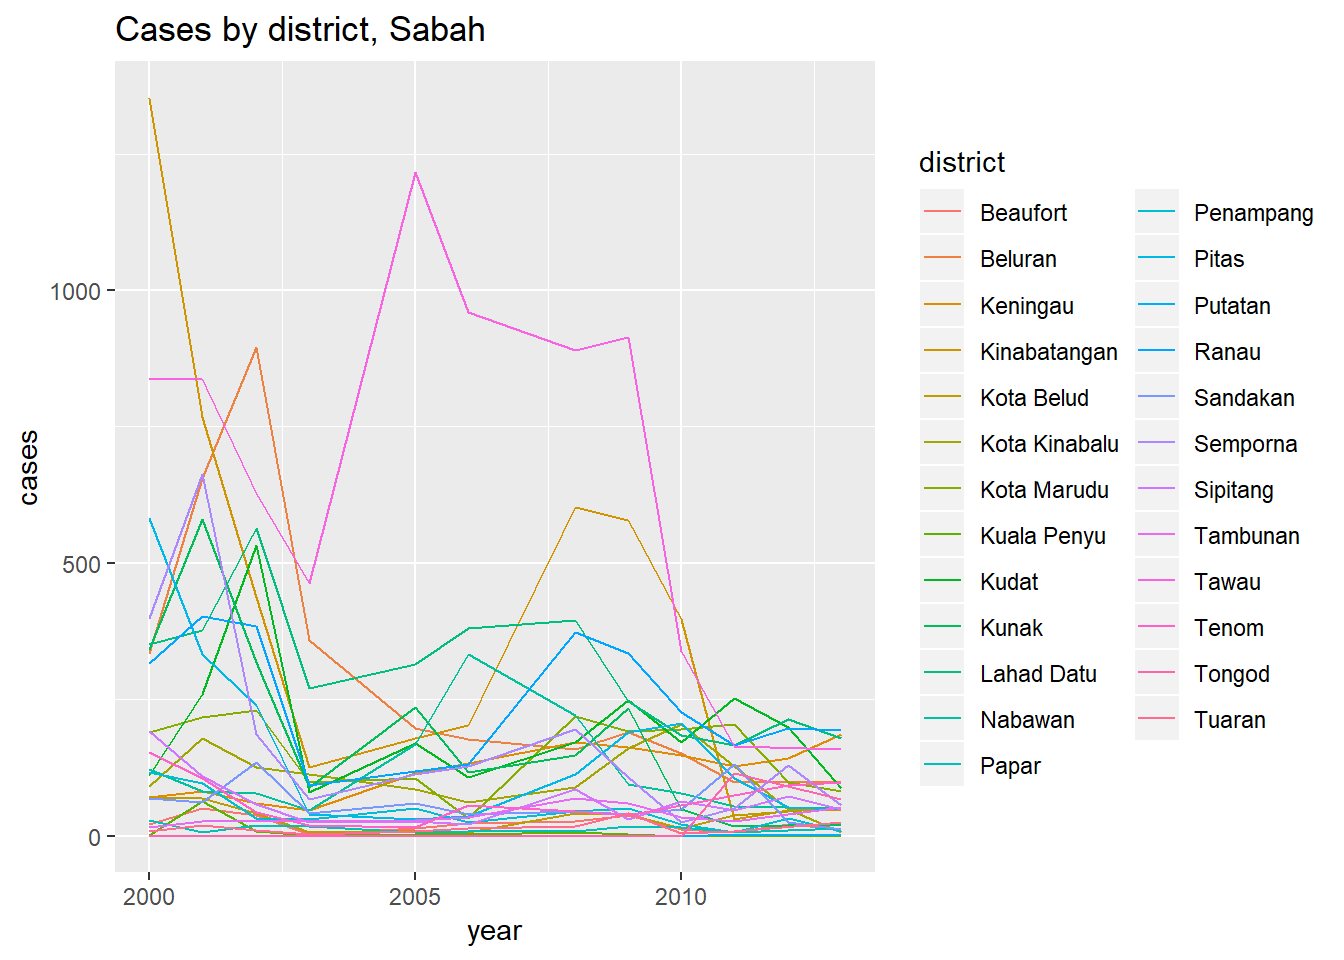 Cases by district, Sabah
cases
1000
500
0
2000
2005
2010
year
district
Beaufort
Beluran
Keningau
Kinabatangan
Kota Belud
Kota Kinabalu
Kota Marudu
Kuala Penyu
Kudat
Kunak
Lahad Datu
Nabawan
Papar
Penampang
Pitas
Putatan
Ranau
Sandakan
Semporna
Sipitang
Tambunan
Tawau
Tenom
Tongod
Tuaran